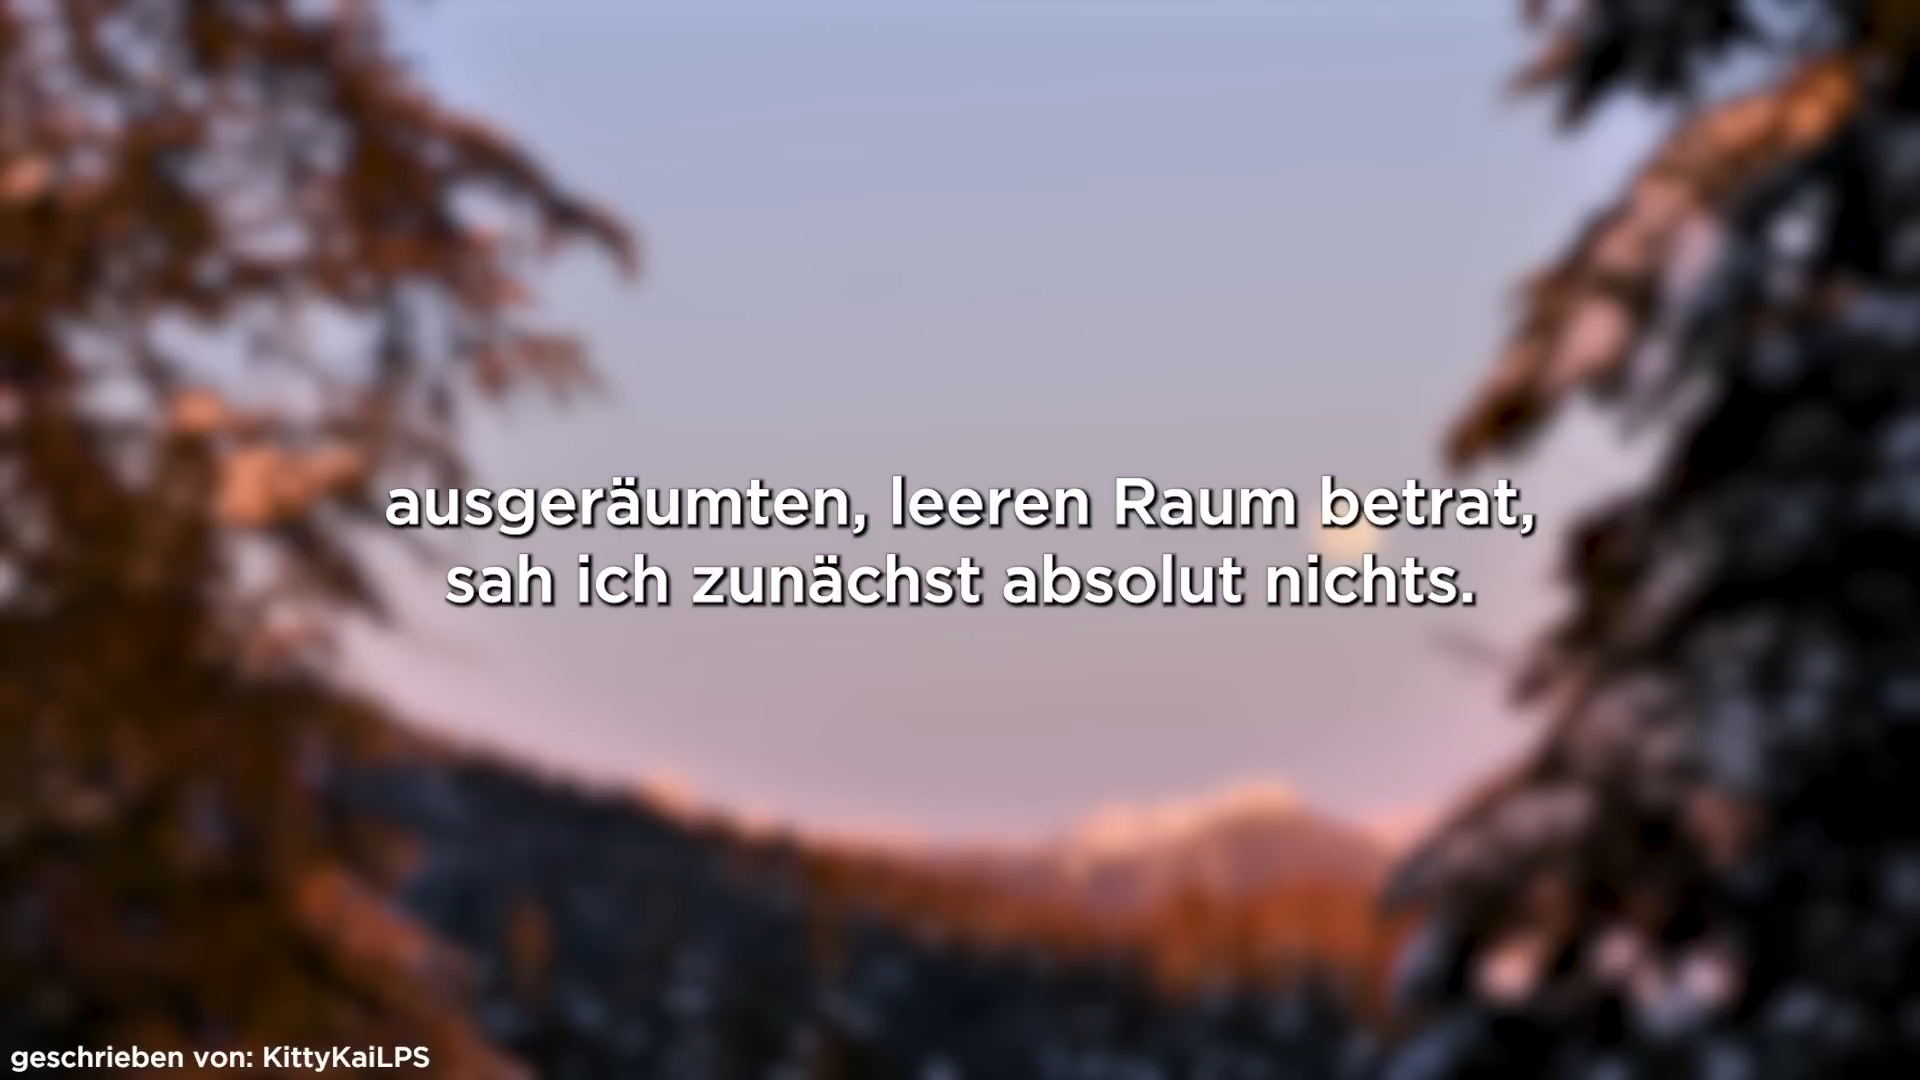 ausgeräumten, leeren Raum betrat,
sah ich zunächst absolut nichts.
geschrieben von: KittyKaiLPS